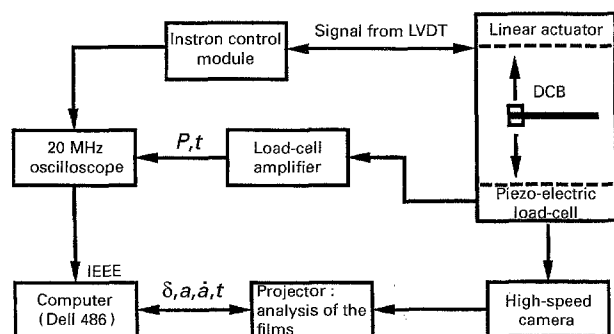 Instron control
module
Signal from LVDT
Linear actuator
DCB
20 MHz
oscilloscope
P,t
Load-cell
amplifier
Piezo-electric
load-cell
IEEE
Computer
(Dell 486)
δ,a,ȧ,t
Projector :
analysis of the
films
High-speed
camera